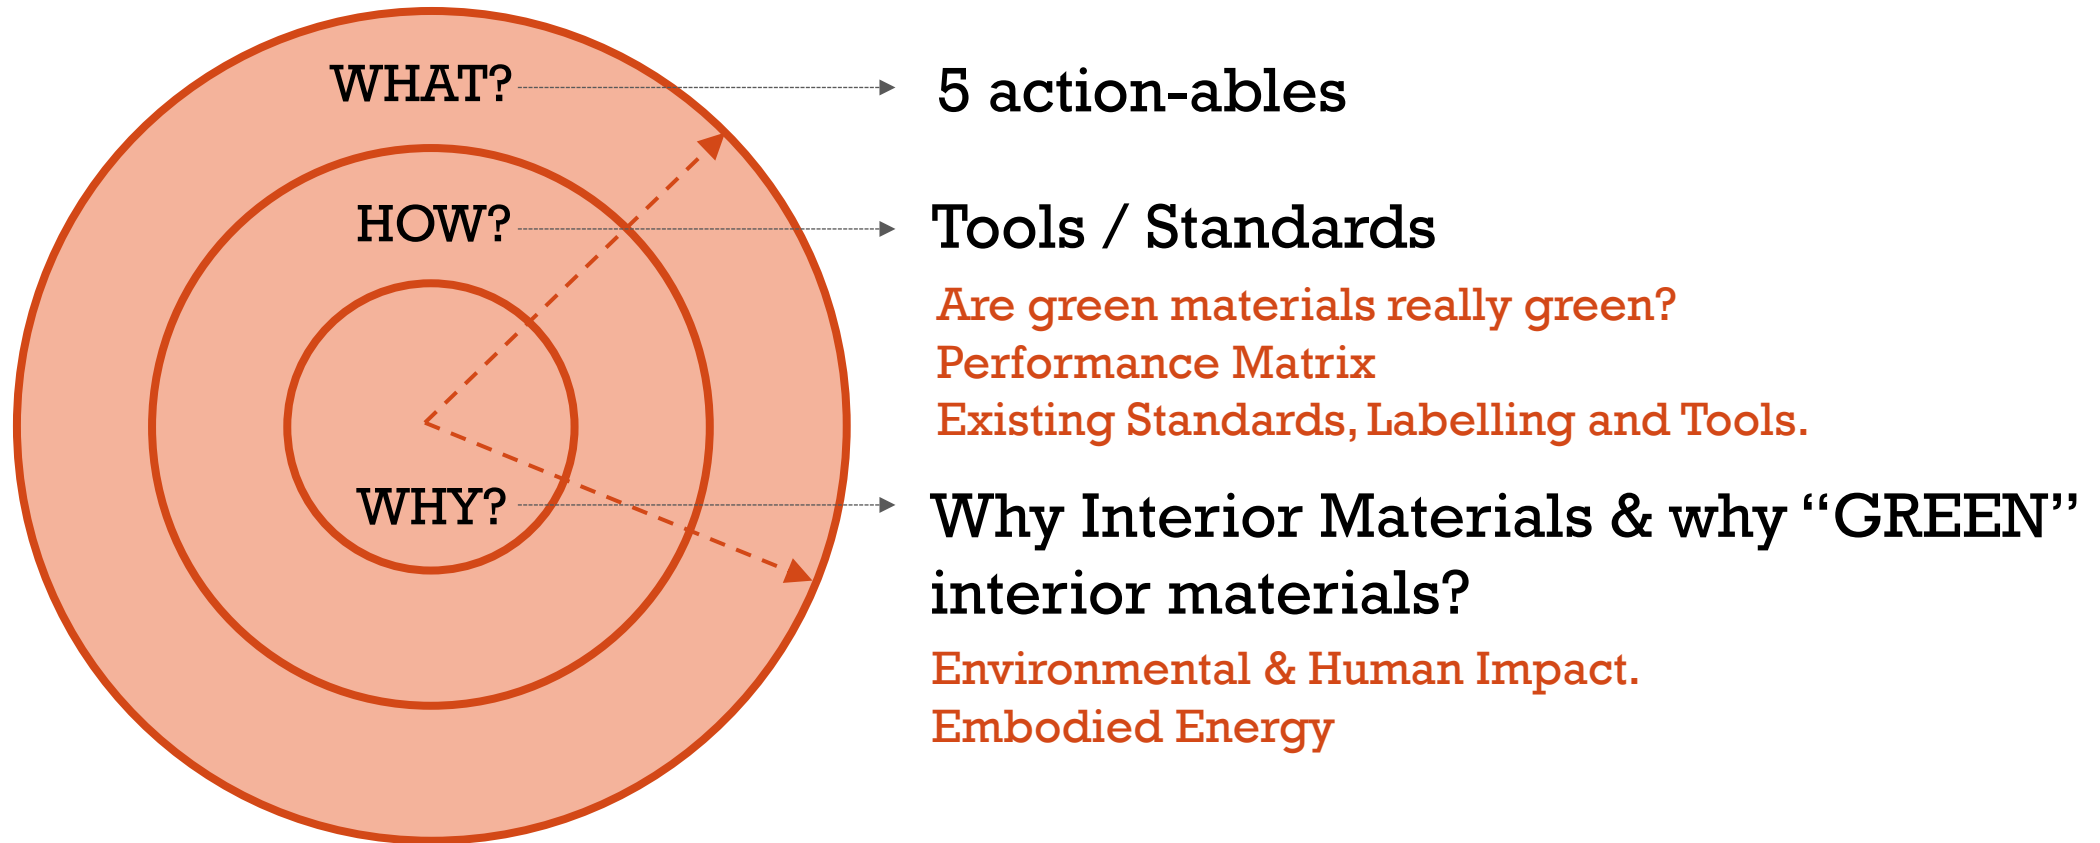 WHAT?
5 action-ables
HOW?
Tools / Standards
Are green materials really green?
Performance Matrix
Existing Standards, Labelling and Tools.
WHY?
Why Interior Materials & why “GREEN”
interior materials?
Environmental & Human Impact.
Embodied Energy